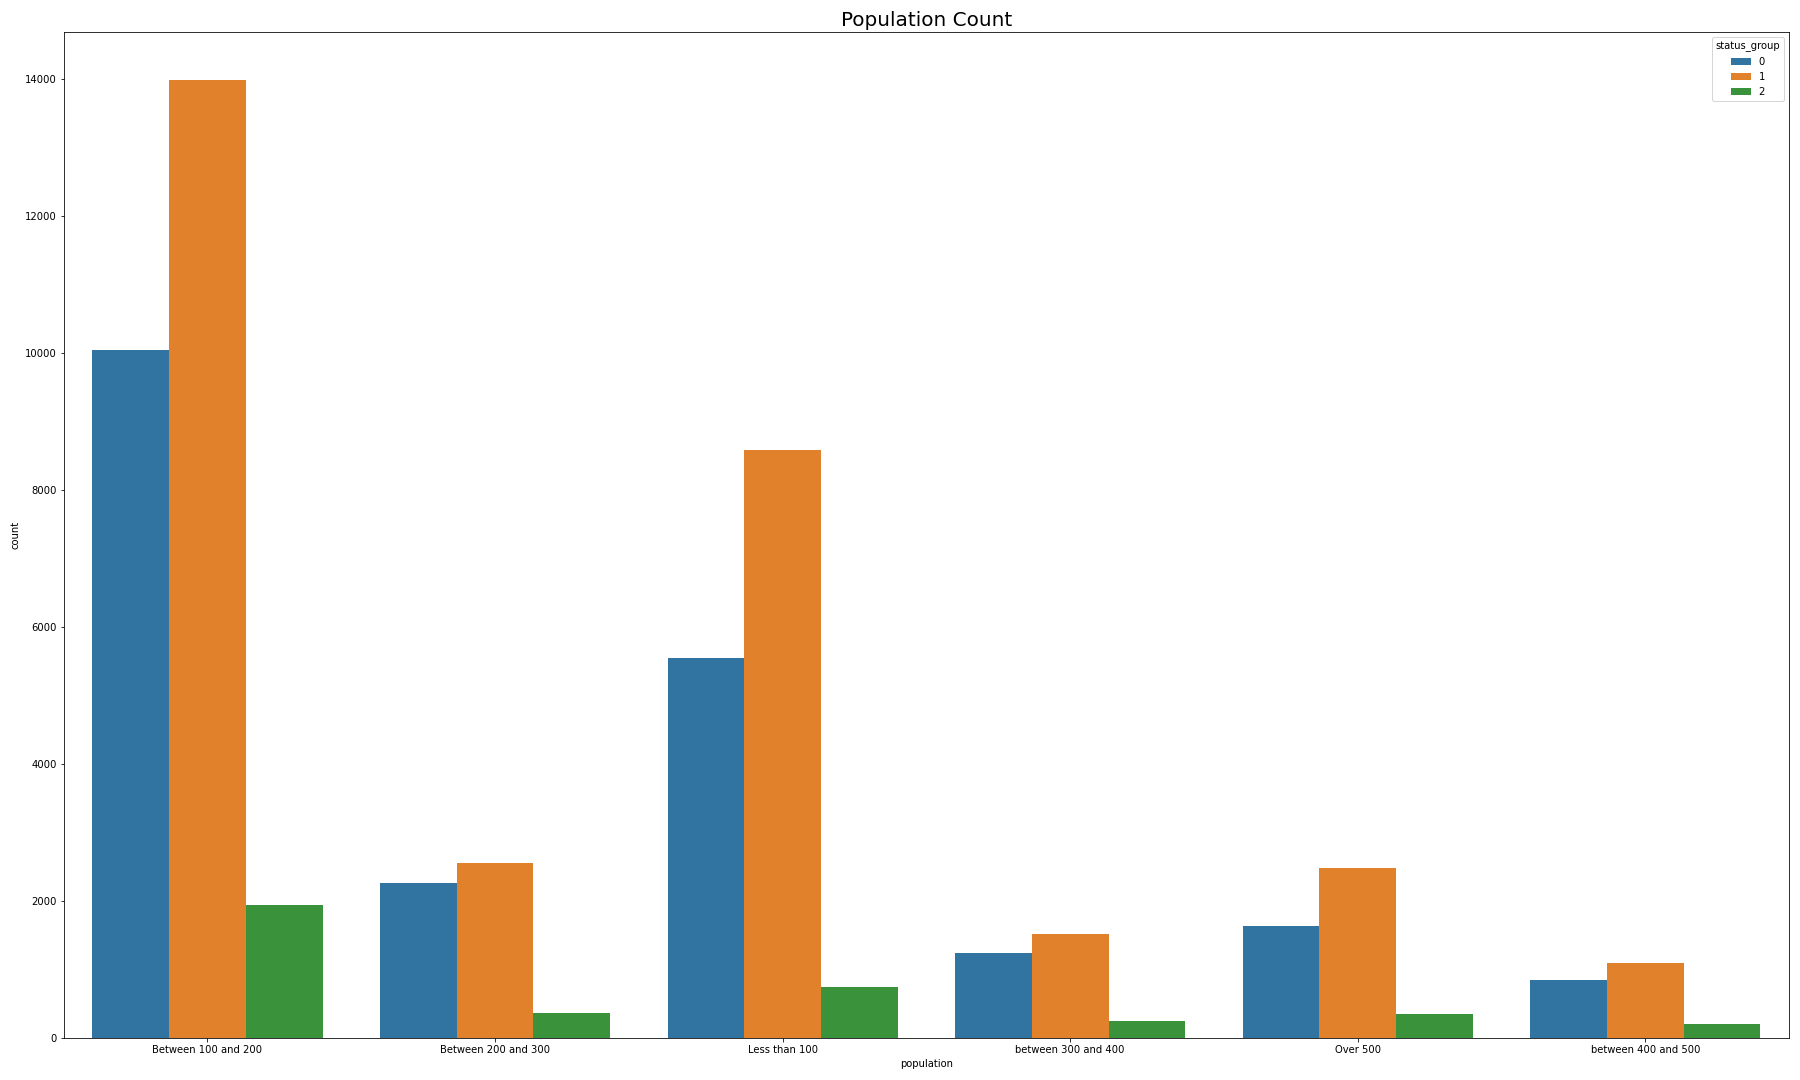 Population Count
status_group
0
1
2
14000
12000
10000
8000
6000
4000
2000
0
count
Between 100 and 200
Between 200 and 300
Less than 100
between 300 and 400
Over 500
between 400 and 500
population